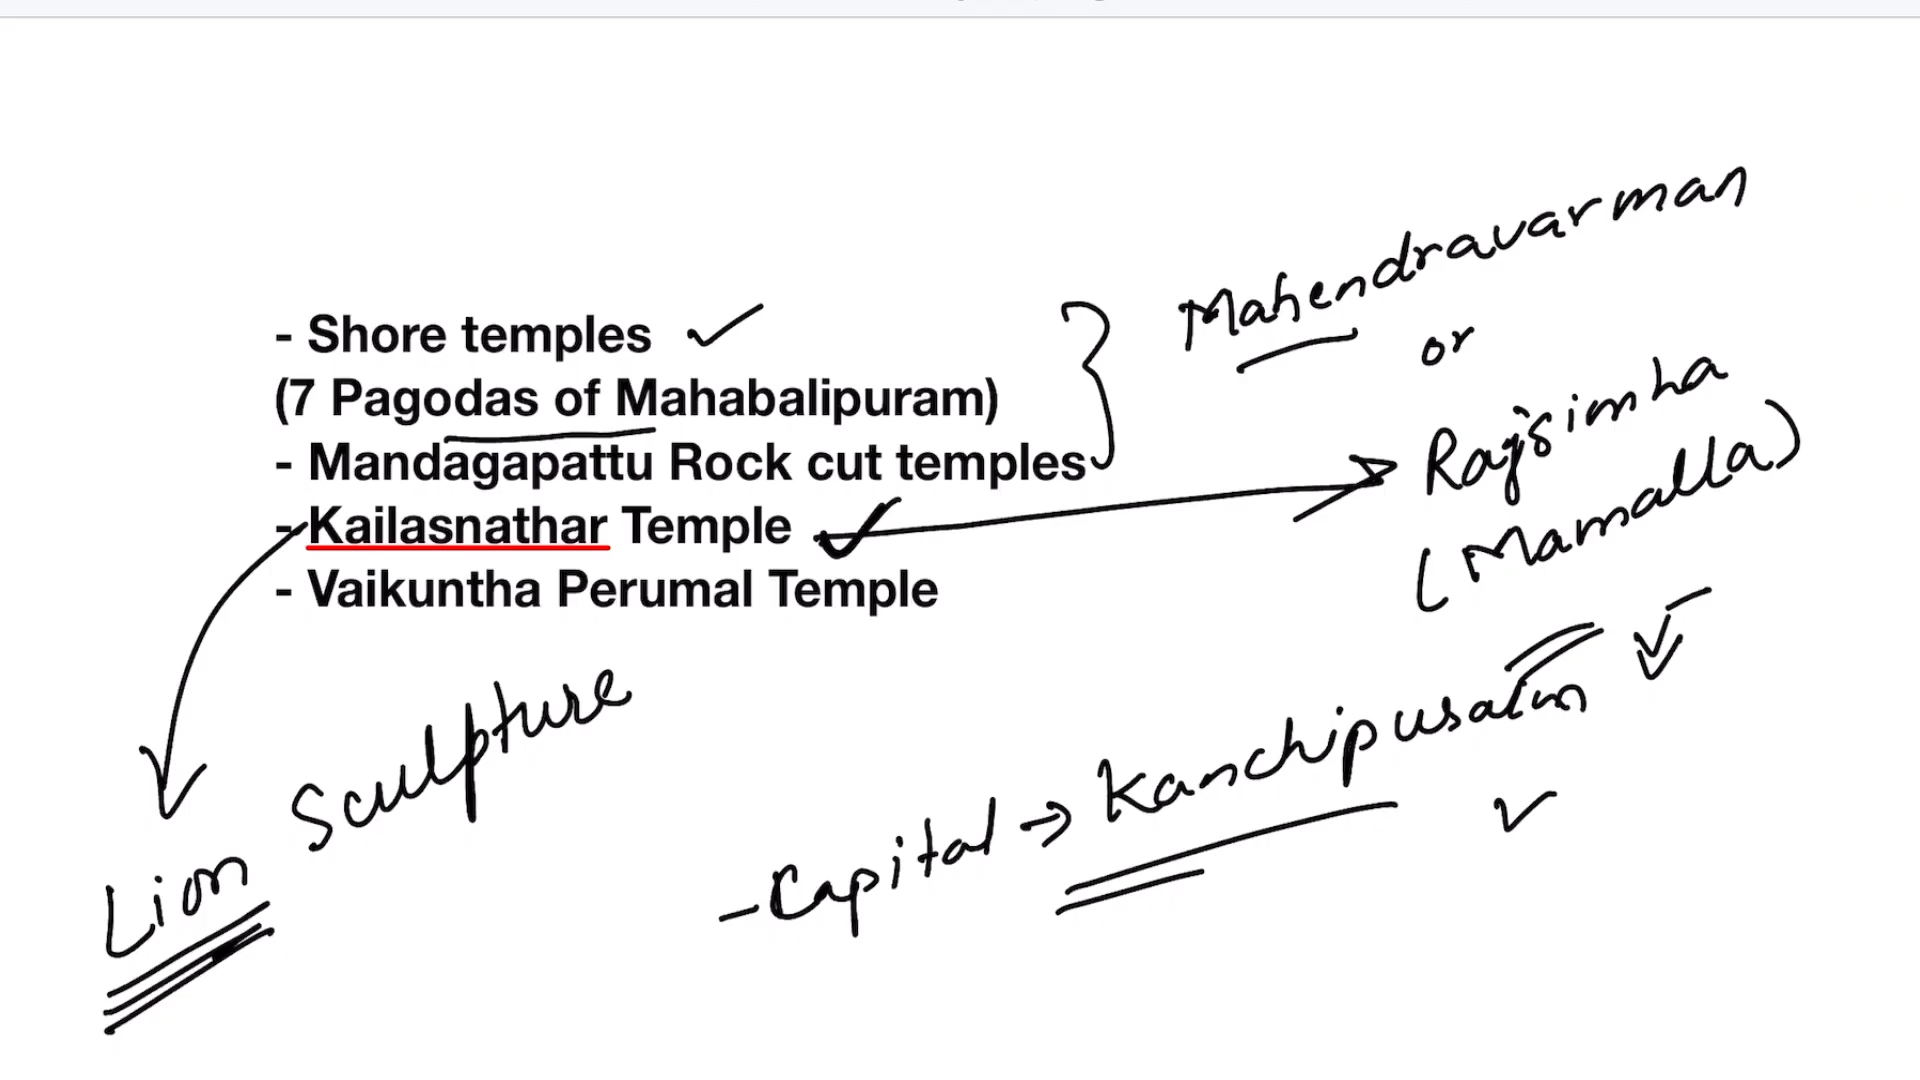 - Shore temples
(7 Pagodas of Mahabalipuram)
- Mandagapattu Rock cut temples
- Kailasnathar Temple
- Vaikuntha Perumal Temple
Mahendravarman
or
Rajsimha
(Mamalla)
Lion Sculpture
- Capital → Kanchipuram